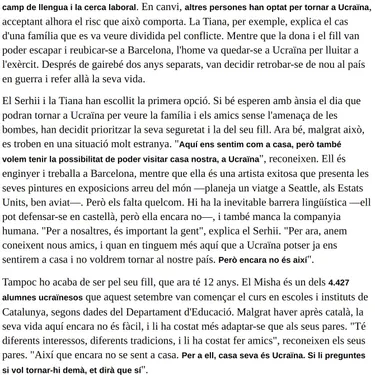 camp de llengua i la cerca laboral. En canvi, altres persones han optat per tornar a Ucraïna,
acceptant alhora el risc que això comporta. La Tiana, per exemple, explica el cas
d'una família que es va veure dividida pel conflicte. Mentre que la dona i el fill van
poder escapar i reubicar-se a Barcelona, l'home va quedar-se a Ucraïna per lluitar a
l'exèrcit. Després de gairebé dos anys separats, van decidir retrobar-se de nou al país
en guerra i refer allà la seva vida.
El Serhii i la Tiana han escollit la primera opció. Si bé esperen amb ànsia el dia que
podran tornar a Ucraïna per veure la família i els amics sense l'amenaça de les
bombes, han decidit prioritzar la seva seguretat i la del seu fill. Ara bé, malgrat això,
es troben en una situació molt estranya. "Aquí ens sentim com a casa, però també
volem tenir la possibilitat de poder visitar casa nostra, a Ucraïna", reconeixen. Ell és
enginyer i treballa a Barcelona, mentre que ella és una artista exitosa que presenta les
seves pintures en exposicions arreu del món —planeja un viatge a Seattle, als Estats
Units, ben aviat—. Però els falta quelcom. Hi ha la inevitable barrera lingüística —ell
pot defensar-se en castellà, però ella encara no—, i també manca la companyia
humana. "Per a nosaltres, és important la gent", explica el Serhii. "Per ara, anem
coneixent nous amics, i quan en tinguem més aquí que a Ucraïna potser ja ens
sentirem a casa i no voldrem tornar al nostre país. Però encara no és així".
Tampoc ho acaba de ser pel seu fill, que ara té 12 anys. El Misha és un dels 4.427
alumnes ucraïnesos que aquest setembre van començar el curs en escoles i instituts de
Catalunya, segons dades del Departament d'Educació. Malgrat haver après català, la
seva vida aquí encara no és fàcil, i li ha costat més adaptar-se que als seus pares. "Té
diferents interessos, diferents tradicions, i li ha costat fer amics", reconeixen els seus
pares. "Així que encara no se sent a casa. Per a ell, casa seva és Ucraïna. Si li preguntes
si vol tornar-hi demà, et dirà que sí".